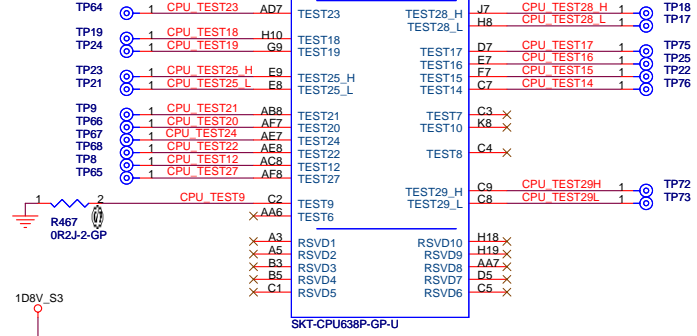 TP64 1 CPU_TEST23 AD7 TEST23 TEST28_H J7 CPU_TEST28_H 1 TP18
TEST28_L H8 CPU_TEST28_L 1 TP17
TP19 1 CPU_TEST18 H10 TEST18
TP24 1 CPU_TEST19 G9 TEST19 TEST17 D7 CPU_TEST17 1 TP75
TEST16 E7 CPU_TEST16 1 TP25
TP23 1 CPU_TEST25_H E9 TEST25_H TEST15 F7 CPU_TEST15 1 TP22
TP21 1 CPU_TEST25_L E8 TEST25_L TEST14 C7 CPU_TEST14 1 TP76
TP9 1 CPU_TEST21 AB8 TEST21 TEST7 C3
TP66 1 CPU_TEST20 AF7 TEST20 TEST10 K8
TP67 1 CPU_TEST24 AE7 TEST24
TP68 1 CPU_TEST22 AE8 TEST22 TEST8 C4
TP8 1 CPU_TEST12 AC8 TEST12
TP65 1 CPU_TEST27 AF8 TEST27
TEST29_H C9 CPU_TEST29H 1 TP72
1 2 CPU_TEST9 C2 TEST9 TEST29_L C8 CPU_TEST29L 1 TP73
AA6 TEST6
R467
0R2J-2-GP
A3 RSVD1 RSVD10 H18
A5 RSVD2 RSVD9 H19
B3 RSVD3 RSVD8 AA7
B5 RSVD4 RSVD7 D5
C1 RSVD5 RSVD6 C5
1D8V_S3
SKT-CPU638P-GP-U